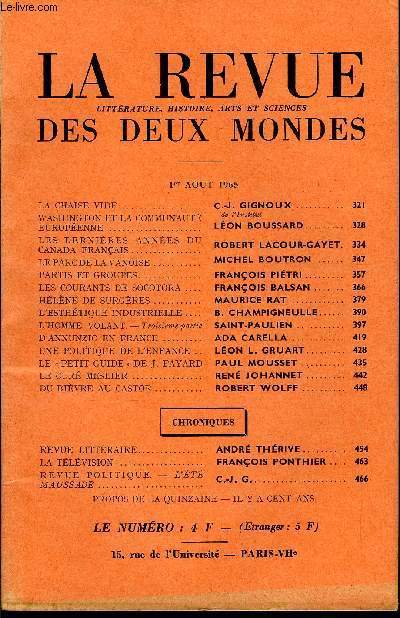 LE-LIVRE.COM
LA REVUE
LITTÉRATURE, HISTOIRE, ARTS ET SCIENCES
DES DEUX MONDES
1er AOUT 1965
LA CHAISE VIDE ........ C.-J. GIGNOUX ........ 321
de l'Institut
WASHINGTON ET LA COMMUNAUTÉ
EUROPÉENNE ........ LÉON BOUSSARD ........ 328
LES DERNIÈRES ANNÉES DU
CANADA FRANÇAIS ........ ROBERT LACOUR-GAYET. 334
LE PARC DE LA VANOISE ........ MICHEL BOUTRON ........ 347
PARTIS ET GROUPES ........ FRANÇOIS PIÉTRI ........ 357
LES COURANTS DE SOCOTORA .... FRANÇOIS BALSAN ........ 366
HÉLÈNE DE SURGÈRES ........ MAURICE RAT ........ 379
L'ESTHÉTIQUE INDUSTRIELLE .... B. CHAMPIGNEULLE ........ 390
L'HOMME VOLANT. — Troisième partie SAINT-PAULIEN ........ 397
D'ANNUNZIO EN FRANCE ........ ADA CARELLA ........ 419
UNE POLITIQUE DE L'ENFANCE .. LÉON L. GRUART ........ 428
LE « PETIT GUIDE » DE J. FAYARD PAUL MOUSSET ........ 435
LE CURÉ MESLIER ........ RENÉ JOHANNET ........ 442
DU BIÈVRE AU CASTOR ........ ROBERT WOLFF ........ 448
CHRONIQUES
REVUE LITTÉRAIRE ........ ANDRÉ THÉRIVE ........ 454
LA TÉLÉVISION ........ FRANÇOIS PONTHIER .... 463
REVUE POLITIQUE. — L'ÉTÉ
MAUSSADE ........ C.-J. G. ........ 466
PROPOS DE LA QUINZAINE — IL Y A CENT ANS
LE NUMÉRO : 4 F — (Etranger : 5 F)
15, rue de l'Université — PARIS-VIIe